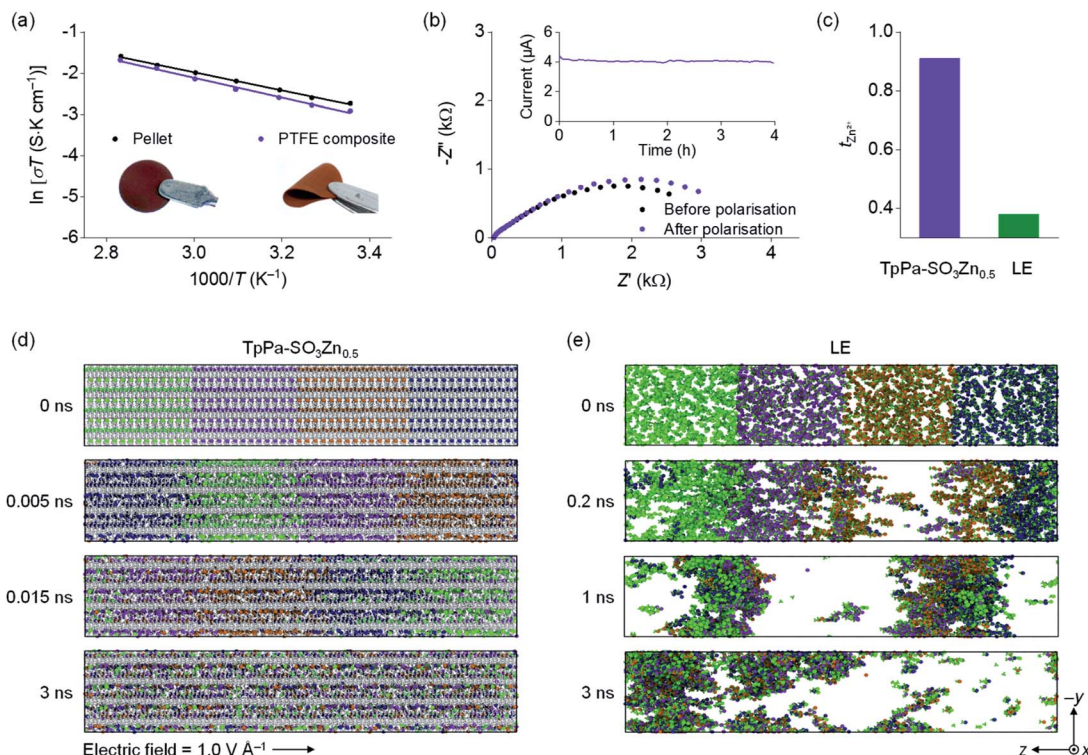 (a)
ln [σT (S·K cm⁻¹)]
-1
-2
-3
-4
-5
-6
Pellet
PTFE composite
2.8
3.0
3.2
3.4
1000/T (K⁻¹)
(b)
-Z" (kΩ)
3
2
1
0
Current (μA)
6
4
2
0
0
1
2
3
4
Time (h)
Before polarisation
After polarisation
0
1
2
3
4
Z' (kΩ)
(c)
t_Zn²⁺
1.0
0.8
0.6
0.4
TpPa-SO₃Zn₀.₅
LE
(d)
TpPa-SO₃Zn₀.₅
0 ns
0.005 ns
0.015 ns
3 ns
Electric field = 1.0 V Å⁻¹
(e)
LE
0 ns
0.2 ns
1 ns
3 ns
–y
z
x